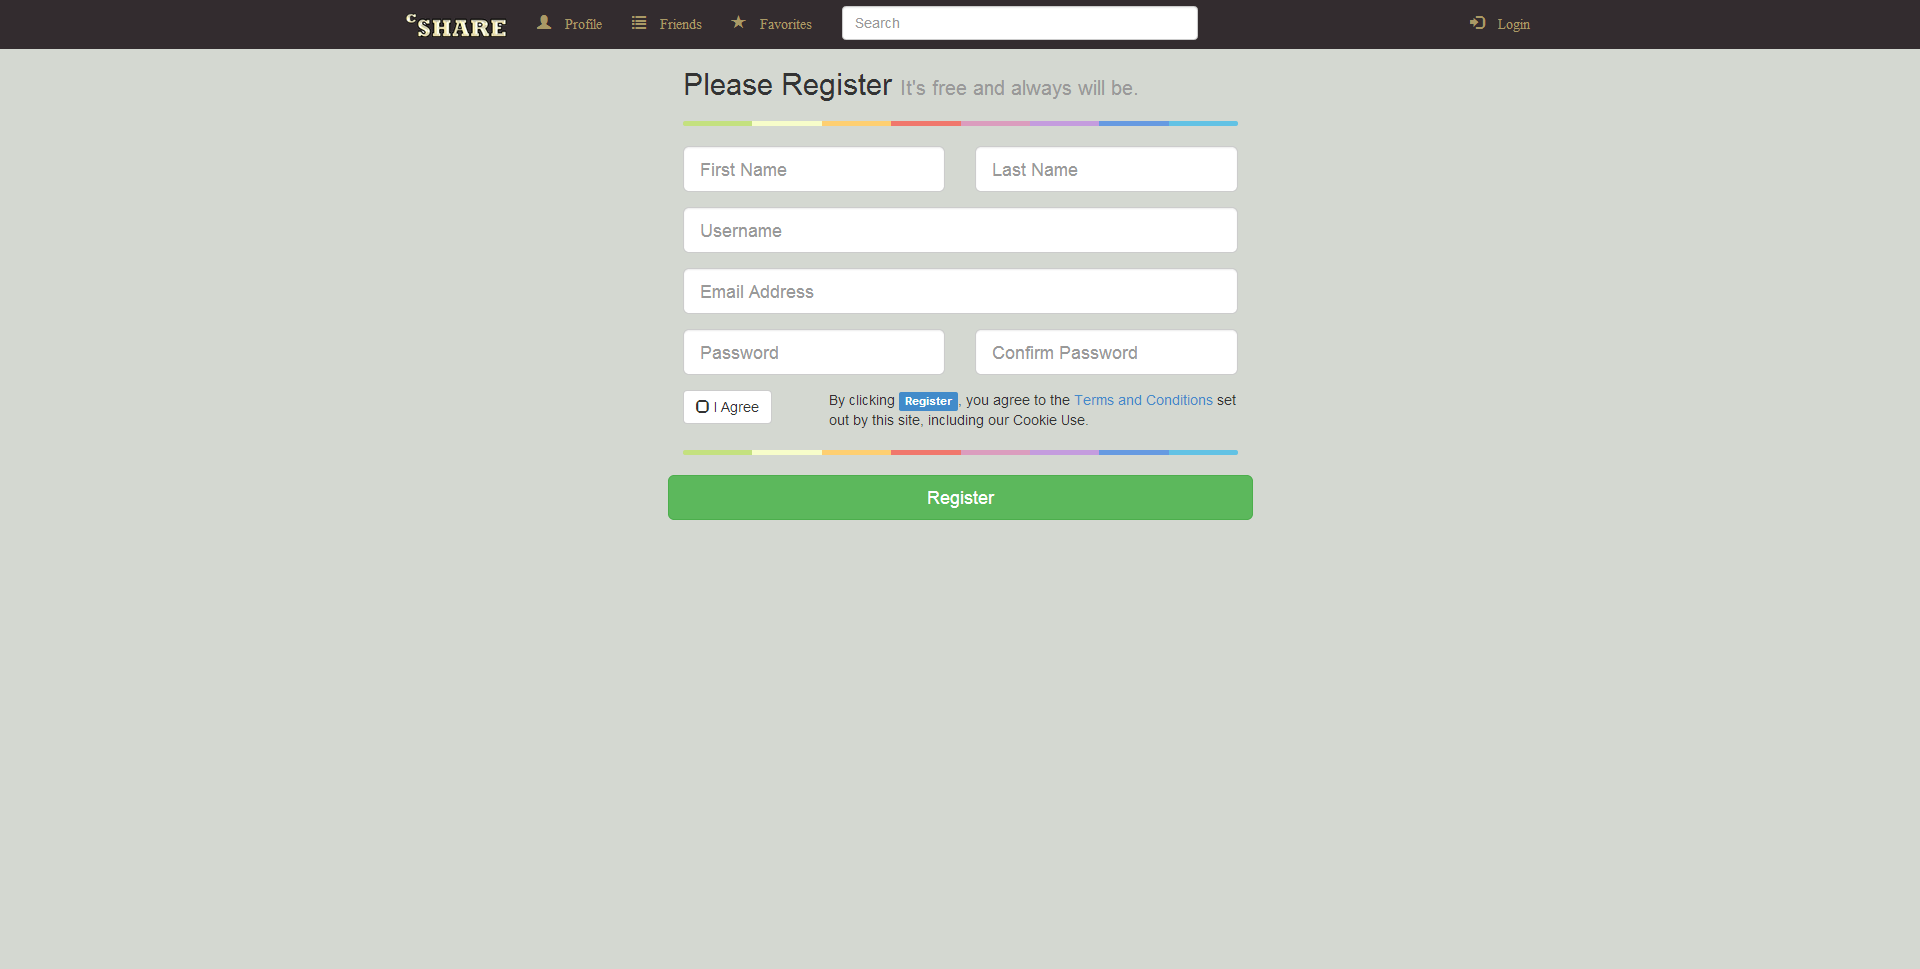 cSHARE Profile Friends Favorites Search Login
Please Register It's free and always will be.
First Name Last Name
Username
Email Address
Password Confirm Password
I Agree By clicking Register, you agree to the Terms and Conditions set
out by this site, including our Cookie Use.
Register